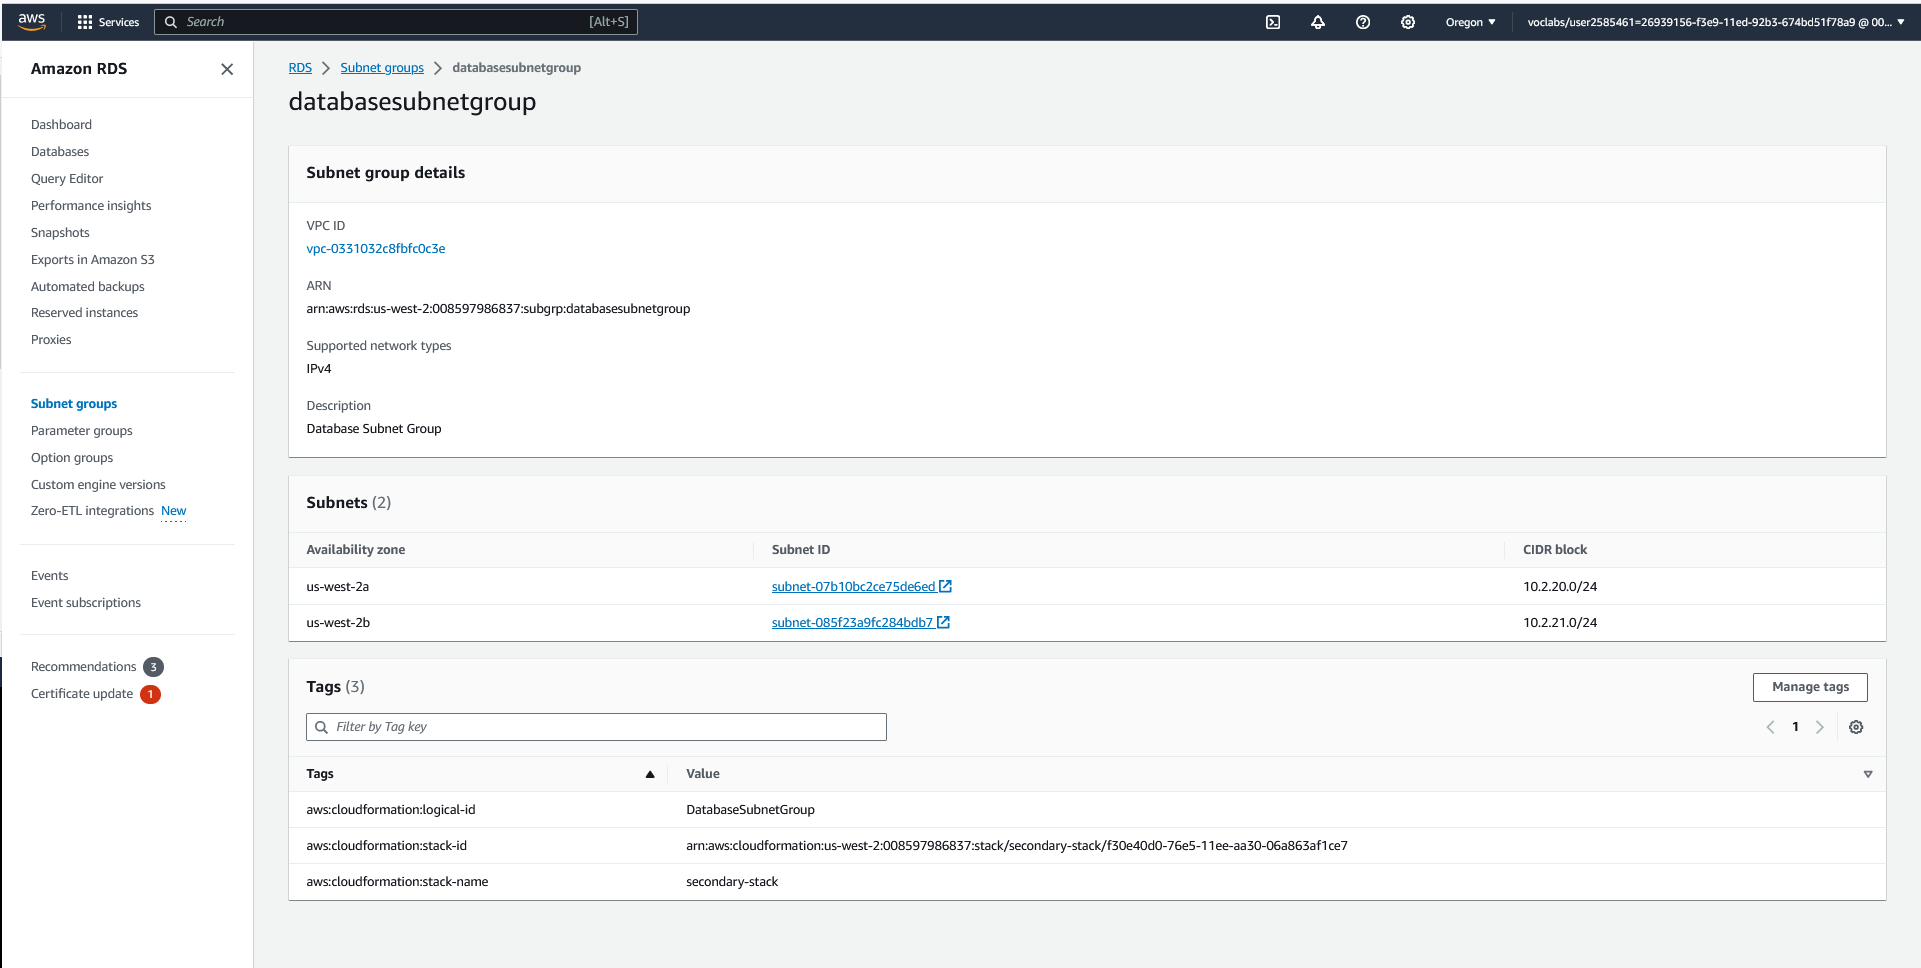 aws
Services
Search
[Alt+S]
Oregon
voclabs/user2585461=26939156-f3e9-11ed-92b3-674bd51f78a9 @ 00...
Amazon RDS
Dashboard
Databases
Query Editor
Performance insights
Snapshots
Exports in Amazon S3
Automated backups
Reserved instances
Proxies
Subnet groups
Parameter groups
Option groups
Custom engine versions
Zero-ETL integrations New
Events
Event subscriptions
Recommendations 3
Certificate update 1
RDS > Subnet groups > databasesubnetgroup
databasesubnetgroup
Subnet group details
VPC ID
vpc-0331032c8fbfc0c3e
ARN
arn:aws:rds:us-west-2:008597986837:subgrp:databasesubnetgroup
Supported network types
IPv4
Description
Database Subnet Group
Subnets (2)
Availability zone Subnet ID CIDR block
us-west-2a subnet-07b10bc2ce75de6ed 10.2.20.0/24
us-west-2b subnet-085f23a9fc284bdb7 10.2.21.0/24
Tags (3)
Manage tags
Filter by Tag key
1
Tags Value
aws:cloudformation:logical-id DatabaseSubnetGroup
aws:cloudformation:stack-id arn:aws:cloudformation:us-west-2:008597986837:stack/secondary-stack/f30e40d0-76e5-11ee-aa30-06a863af1ce7
aws:cloudformation:stack-name secondary-stack